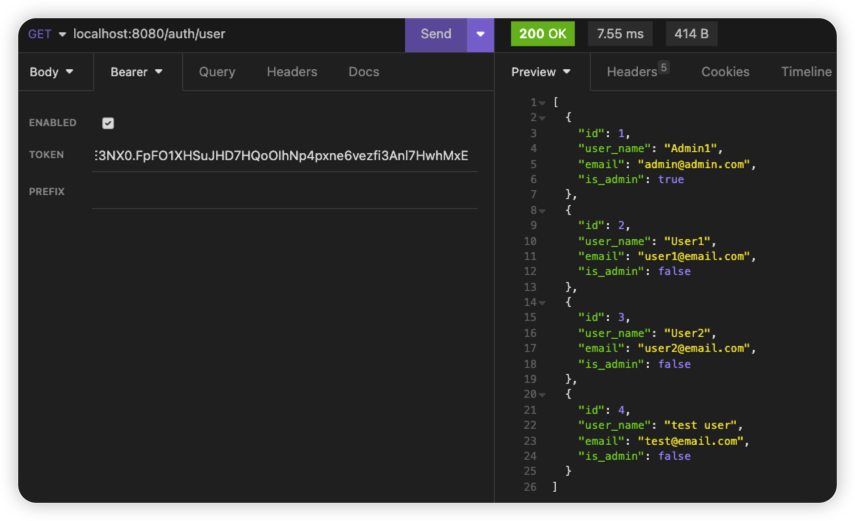 GET localhost:8080/auth/user Send
Body Bearer Query Headers Docs
ENABLED
TOKEN E3NX0.FpFO1XHSuJHD7HQoOIhNp4pxne6vezfi3Anl7HwhMxE
PREFIX
200 OK 7.55 ms 414 B
Preview Headers 5 Cookies Timeline
1 [
2 {
3 "id": 1,
4 "user_name": "Admin1",
5 "email": "admin@admin.com",
6 "is_admin": true
7 },
8 {
9 "id": 2,
10 "user_name": "User1",
11 "email": "user1@email.com",
12 "is_admin": false
13 },
14 {
15 "id": 3,
16 "user_name": "User2",
17 "email": "user2@email.com",
18 "is_admin": false
19 },
20 {
21 "id": 4,
22 "user_name": "test user",
23 "email": "test@email.com",
24 "is_admin": false
25 }
26 ]